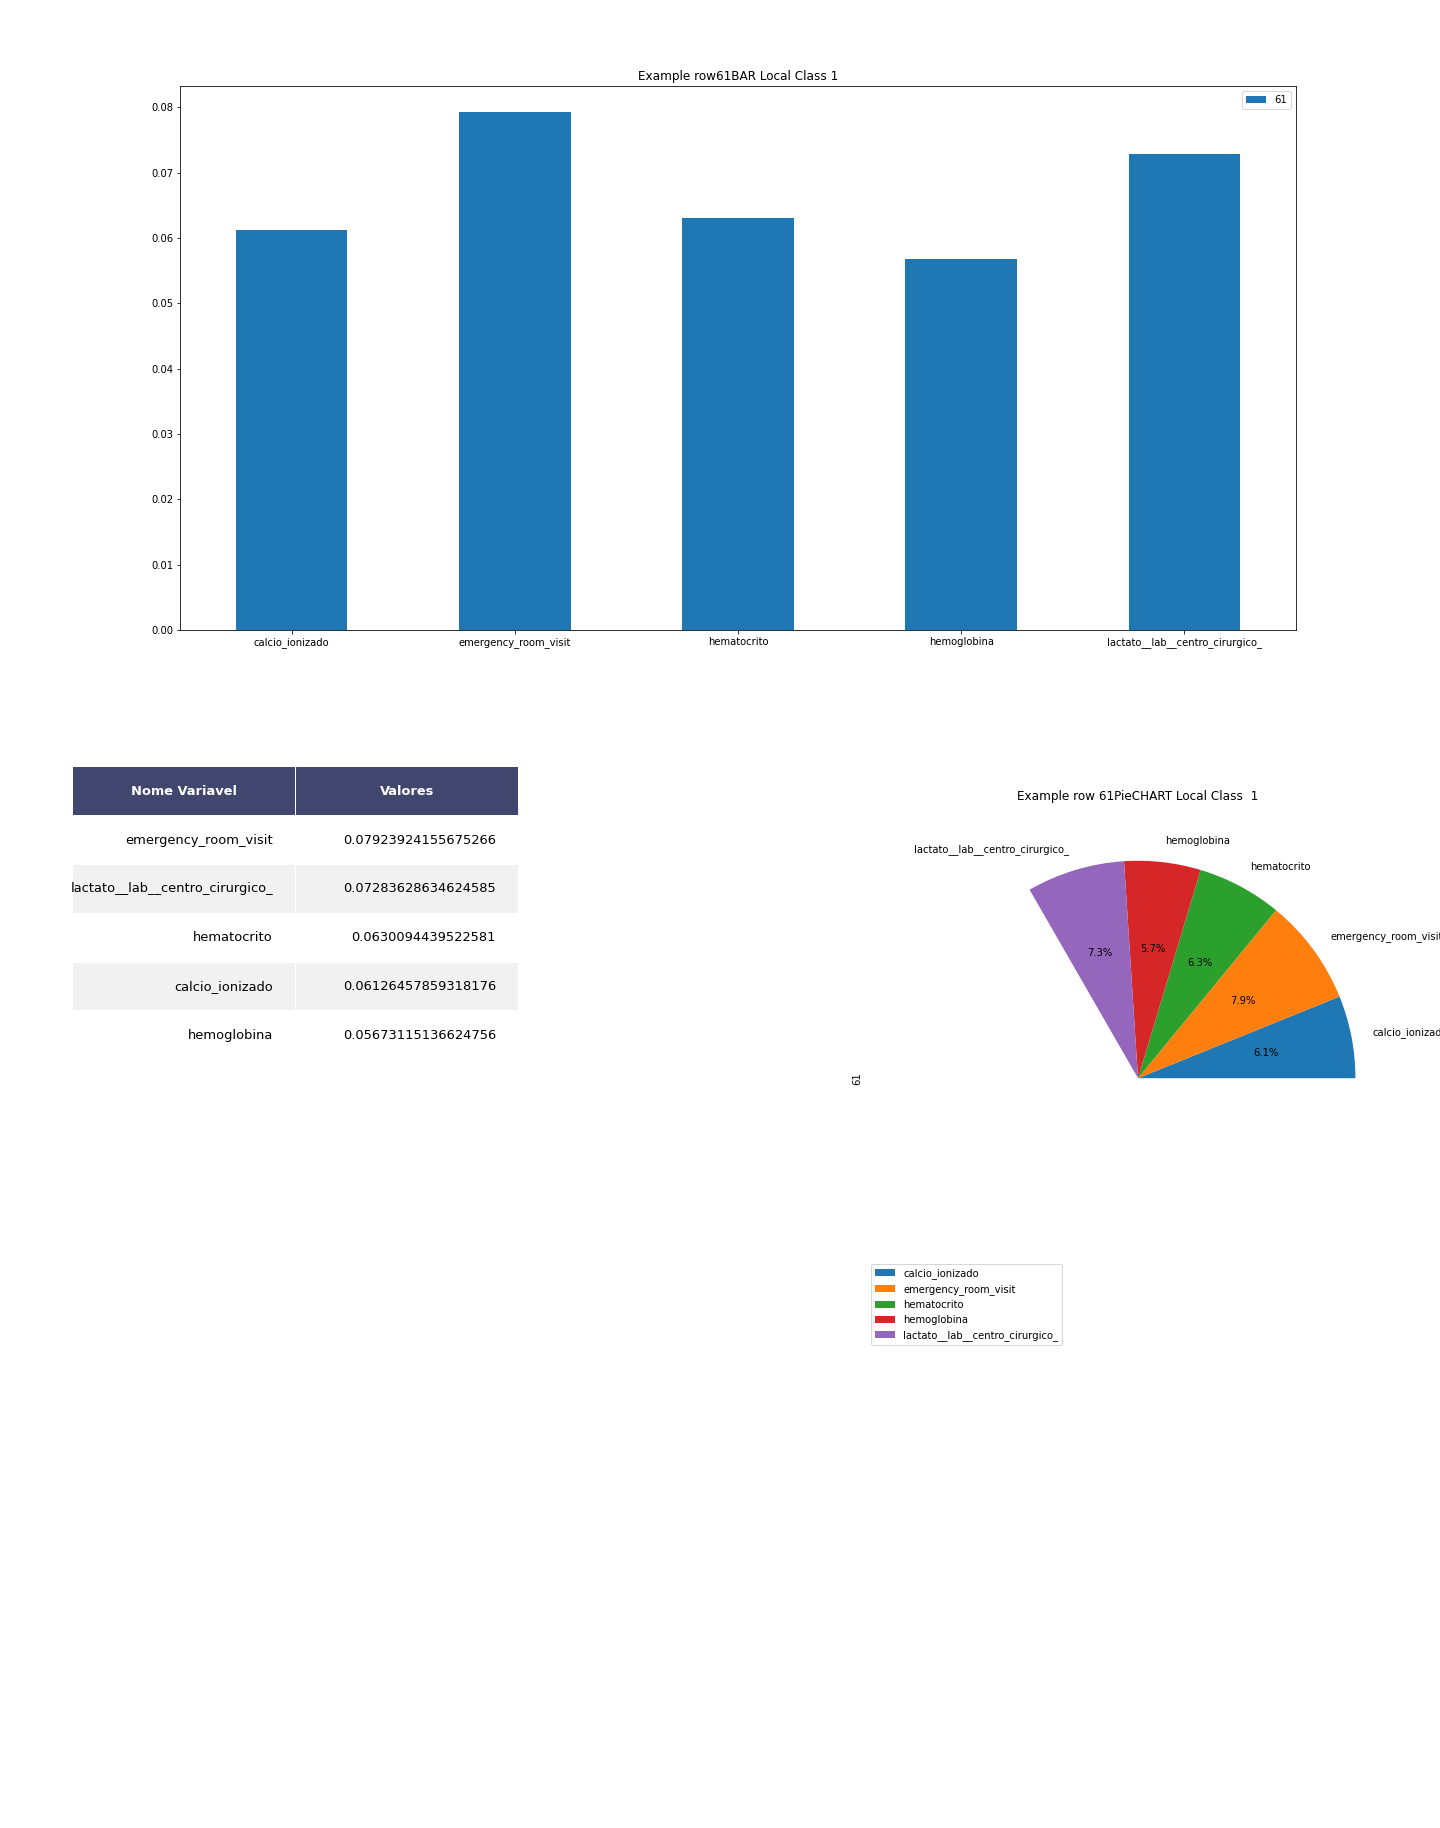 Example row61BAR Local Class 1
61
0.08
0.07
0.06
0.05
0.04
0.03
0.02
0.01
0.00
calcio_ionizado emergency_room_visit hematocrito hemoglobina lactato__lab__centro_cirurgico_
Nome Variavel Valores
emergency_room_visit 0.07923924155675266
lactato__lab__centro_cirurgico_ 0.07283628634624585
hematocrito 0.0630094439522581
calcio_ionizado 0.06126457859318176
hemoglobina 0.05673115136624756
Example row 61PieCHART Local Class  1
hemoglobina
lactato__lab__centro_cirurgico_
hematocrito
emergency_room_visit
7.3% 5.7%
6.3%
7.9%
calcio_ionizad
6.1%
61
calcio_ionizado
emergency_room_visit
hematocrito
hemoglobina
lactato__lab__centro_cirurgico_